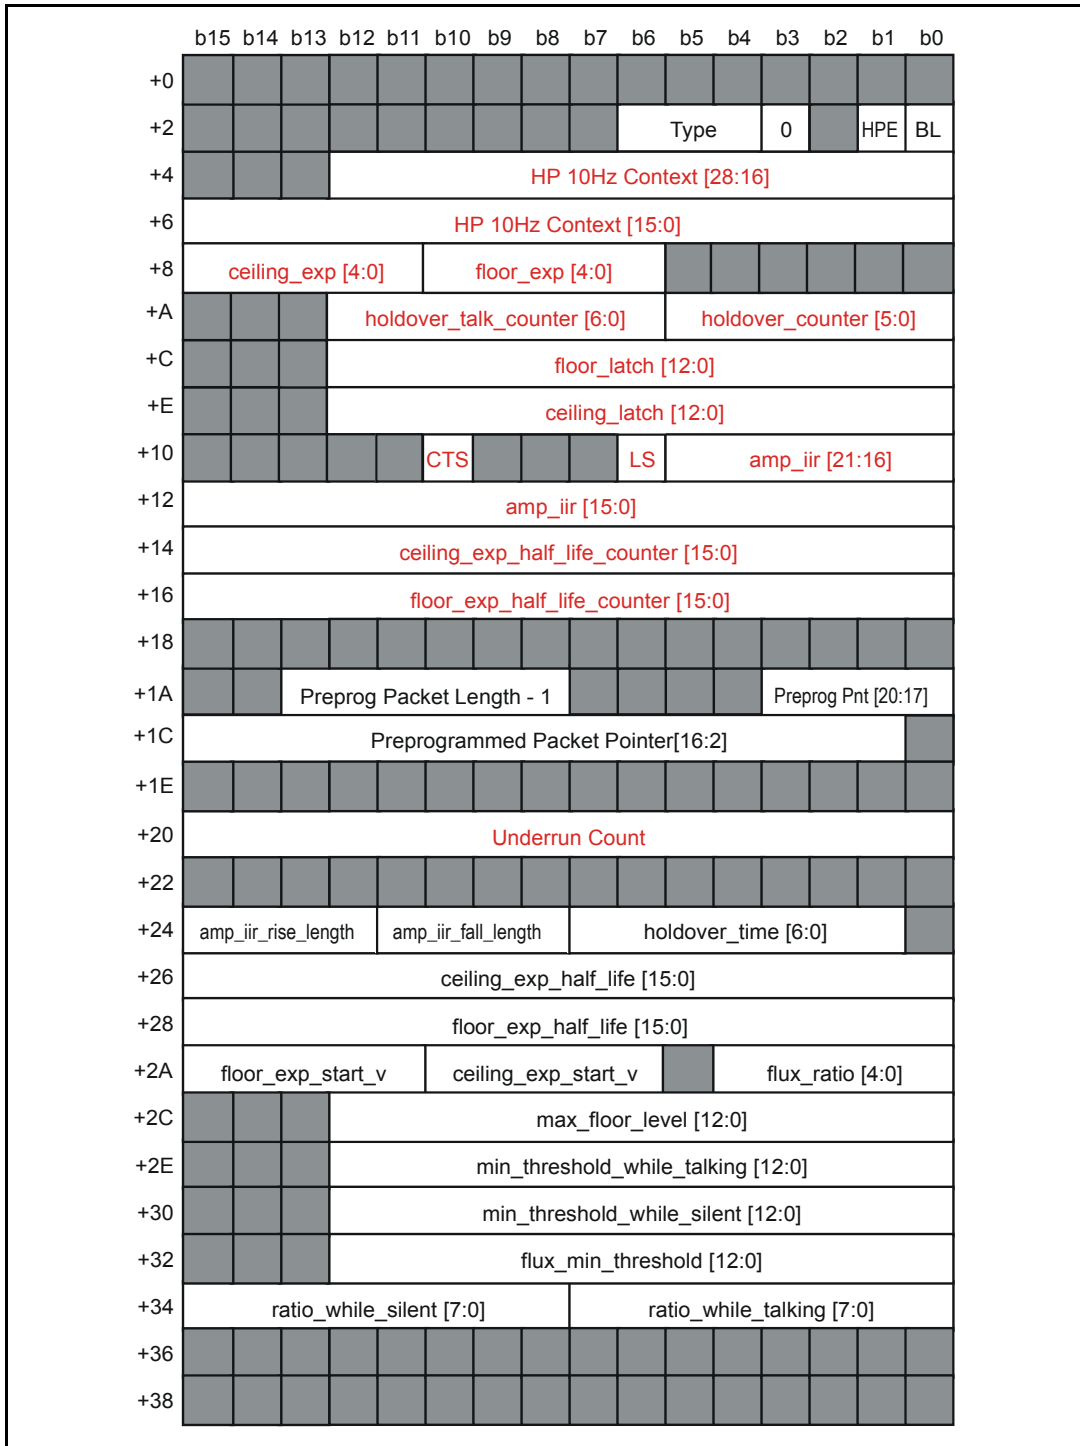 b15 b14 b13 b12 b11 b10 b9 b8 b7 b6 b5 b4 b3 b2 b1 b0
+0
+2 Type 0 HPE BL
+4 HP 10Hz Context [28:16]
+6 HP 10Hz Context [15:0]
+8 ceiling_exp [4:0] floor_exp [4:0]
+A holdover_talk_counter [6:0] holdover_counter [5:0]
+C floor_latch [12:0]
+E ceiling_latch [12:0]
+10 CTS LS amp_iir [21:16]
+12 amp_iir [15:0]
+14 ceiling_exp_half_life_counter [15:0]
+16 floor_exp_half_life_counter [15:0]
+18
+1A Preprog Packet Length - 1 Preprog Pnt [20:17]
+1C Preprogrammed Packet Pointer[16:2]
+1E
+20 Underrun Count
+22
+24 amp_iir_rise_length amp_iir_fall_length holdover_time [6:0]
+26 ceiling_exp_half_life [15:0]
+28 floor_exp_half_life [15:0]
+2A floor_exp_start_v ceiling_exp_start_v flux_ratio [4:0]
+2C max_floor_level [12:0]
+2E min_threshold_while_talking [12:0]
+30 min_threshold_while_silent [12:0]
+32 flux_min_threshold [12:0]
+34 ratio_while_silent [7:0] ratio_while_talking [7:0]
+36
+38